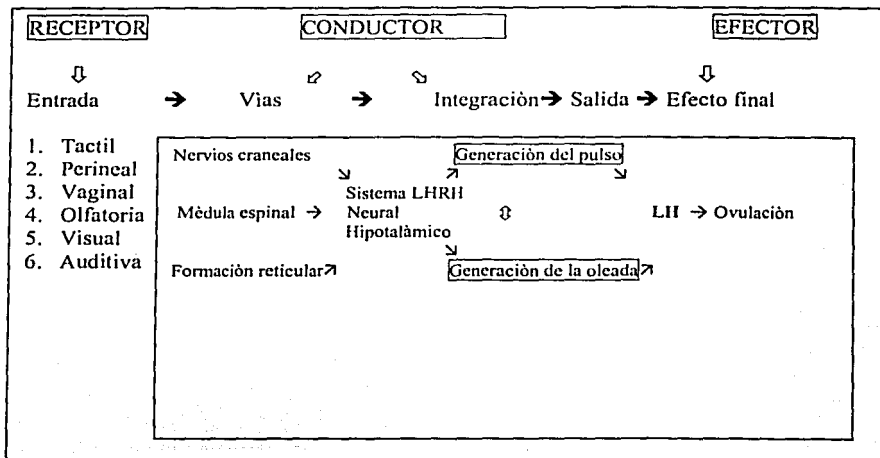 RECEPTOR CONDUCTOR EFECTOR
Entrada → Vìas → Integraciòn → Salida → Efecto final
1. Tactil
2. Perineal
3. Vaginal
4. Olfatoria
5. Visual
6. Auditiva
Nervios craneales Generaciòn del pulso
Sistema LHRH
Mèdula espinal → Neural LH → Ovulaciòn
Hipotalàmico
Formaciòn reticular Generaciòn de la oleada